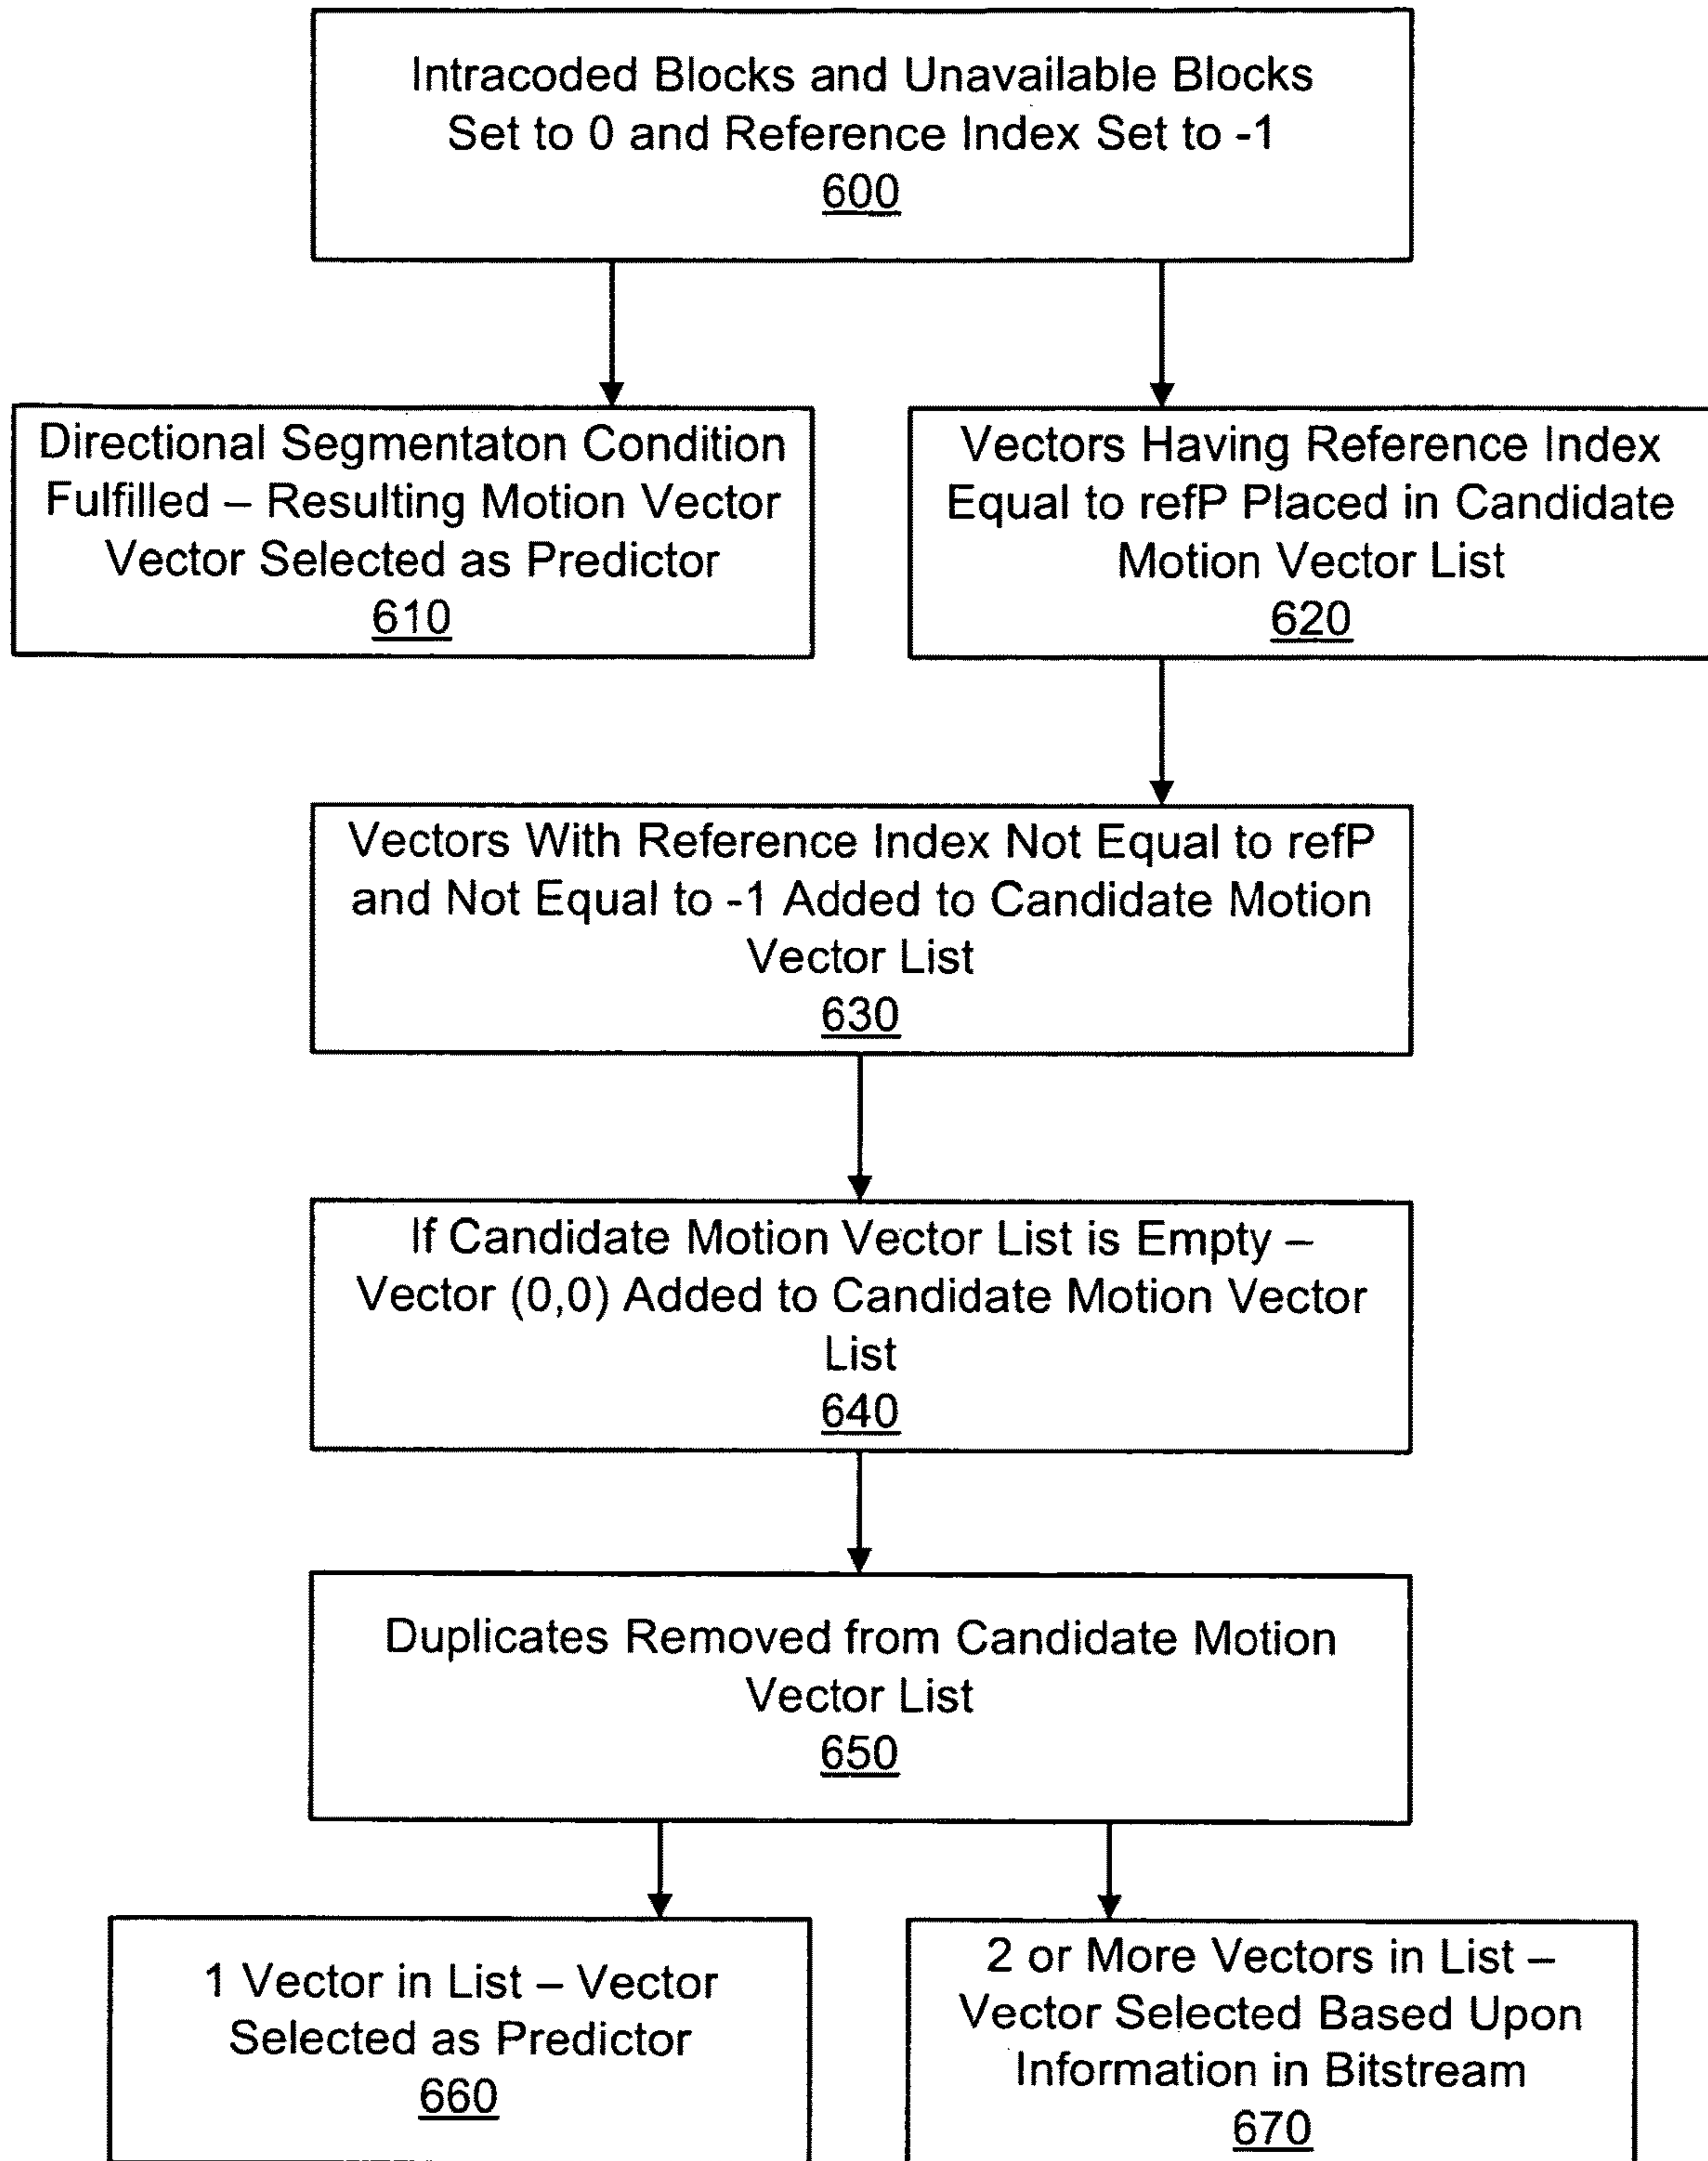 Intracoded Blocks and Unavailable Blocks
Set to 0 and Reference Index Set to -1
600
Directional Segmentaton Condition
Fulfilled – Resulting Motion Vector
Vector Selected as Predictor
610
Vectors Having Reference Index
Equal to refP Placed in Candidate
Motion Vector List
620
Vectors With Reference Index Not Equal to refP
and Not Equal to -1 Added to Candidate Motion
Vector List
630
If Candidate Motion Vector List is Empty –
Vector (0,0) Added to Candidate Motion Vector
List
640
Duplicates Removed from Candidate Motion
Vector List
650
1 Vector in List – Vector
Selected as Predictor
660
2 or More Vectors in List –
Vector Selected Based Upon
Information in Bitstream
670